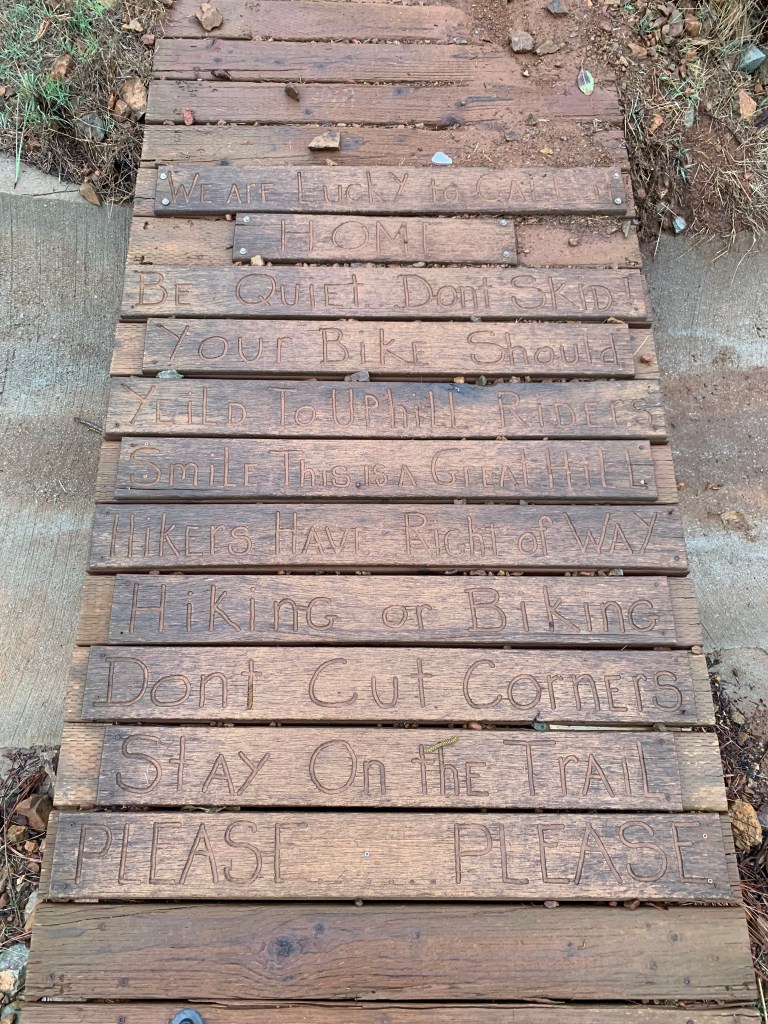 WE ARE LUCKY to CAll
HOME
BE QUIET Dont SKID!
YOUR BIKE Should
YEILD To UPhill RIDERS
SmilE This is A GREAT Hill
HIKERS HAVE Right of WAY
Hiking or Biking
Dont Cut Corners
Stay On the Trail
PLEASE PLEASE